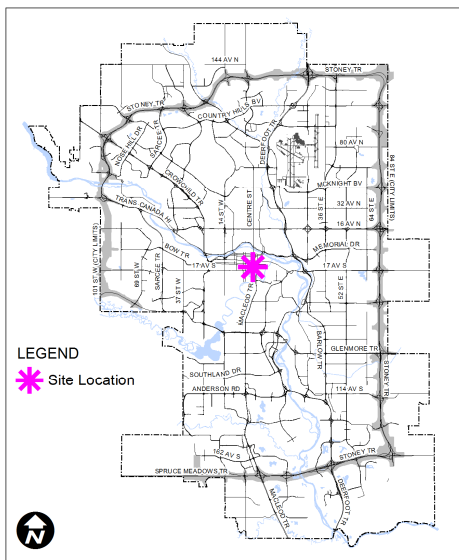 144 AV N
STONEY TR
STONEY TR
COUNTRY HILLS BV
NOSE HILL DR
SARCEE TR
DEERFOOT TR
80 AV N
CROWCHILD TR
MCKNIGHT BV
84 ST E (CITY LIMITS)
14 ST W
CENTRE ST
36 ST E
32 AV N
64 ST E
TRANS CANADA HI
16 AV N
101 ST W (CITY LIMITS)
BOW TR
MEMORIAL DR
69 ST W
SARCEE TR
37 ST W
17 AV S
17 AV S
MACLEOD TR
52 ST E
BARLOW TR
GLENMORE TR
LEGEND
Site Location
SOUTHLAND DR
STONEY TR
ANDERSON RD
114 AV S
162 AV S
STONEY TR
SPRUCE MEADOWS TR
MACLEOD TR
DEERFOOT TR
N